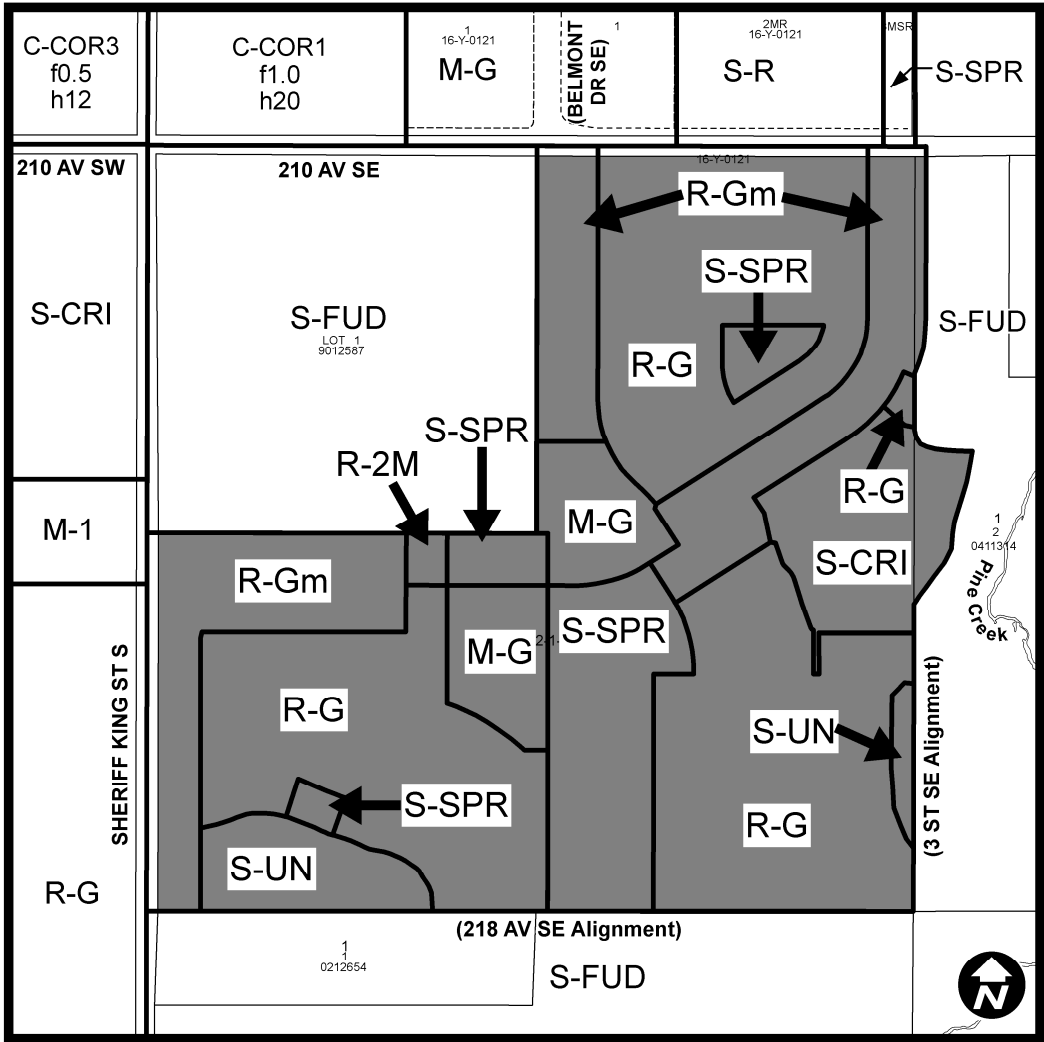 C-COR3
f0.5
h12
C-COR1
f1.0
h20
1
16-Y-0121
M-G
(BELMONT
DR SE)
1
2MR
16-Y-0121
S-R
S-SPR
210 AV SW
210 AV SE
16-Y-0121
R-Gm
S-SPR
S-CRI
S-FUD
LOT 1
9012587
R-G
S-FUD
S-SPR
R-2M
R-G
M-1
M-G
S-CRI
1
2
0411314
Pine Creek
R-Gm
S-SPR
M-G
SHERIFF KING ST S
R-G
S-UN
(3 ST SE Alignment)
S-SPR
R-G
S-UN
R-G
(218 AV SE Alignment)
1
1
0212654
S-FUD
N